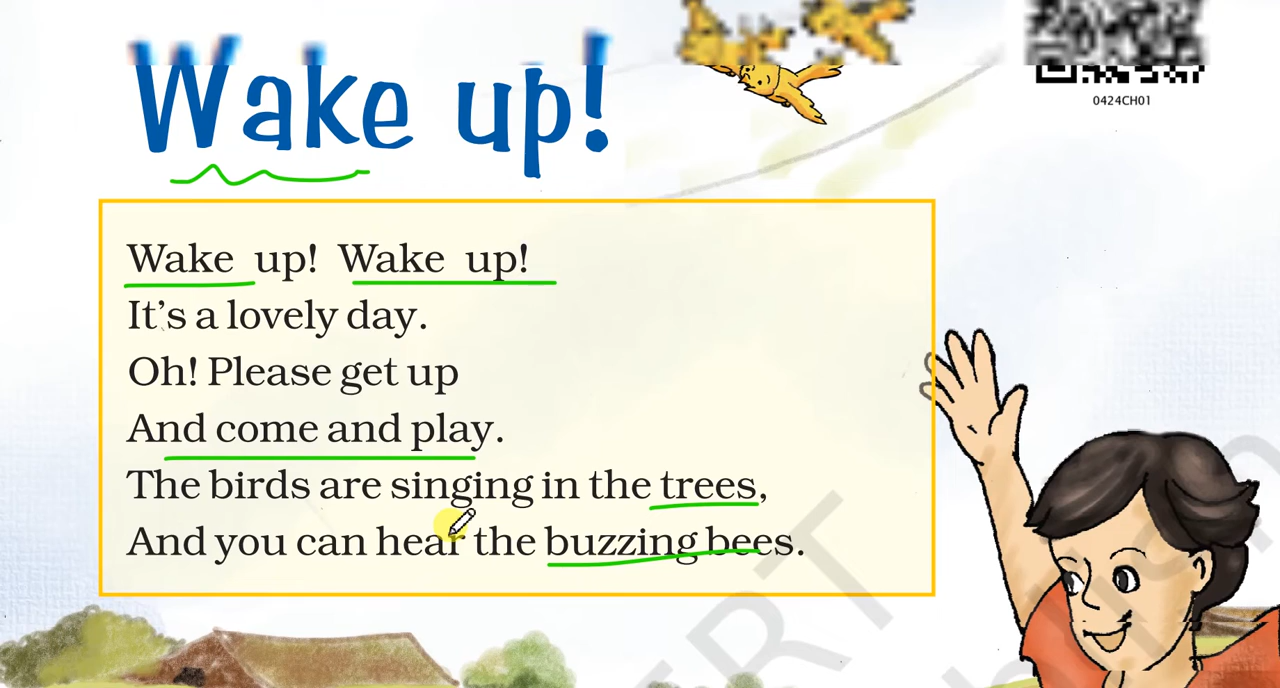 Wake up!
0424CH01
Wake up! Wake up!
It's a lovely day.
Oh! Please get up
And come and play.
The birds are singing in the trees,
And you can hear the buzzing bees.